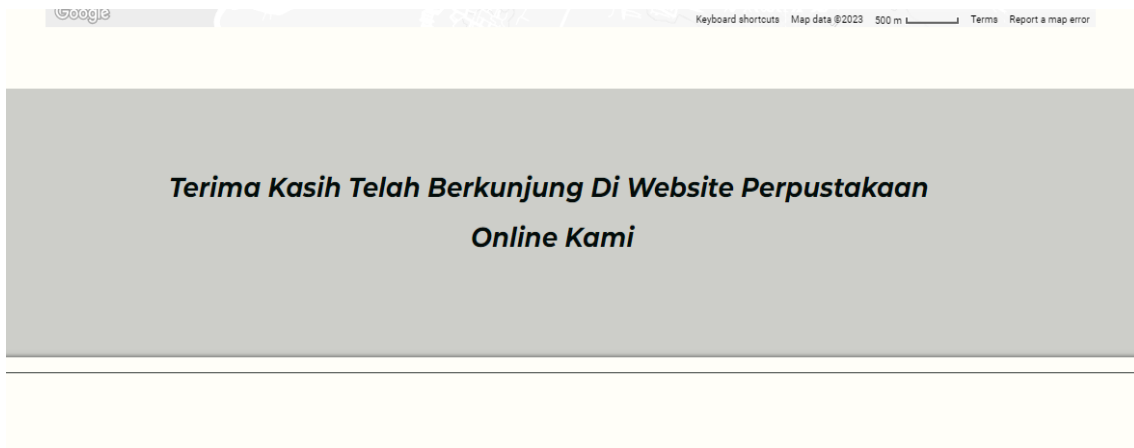 Google
Keyboard shortcuts Map data ©2023 500 m Terms Report a map error
Terima Kasih Telah Berkunjung Di Website Perpustakaan
Online Kami